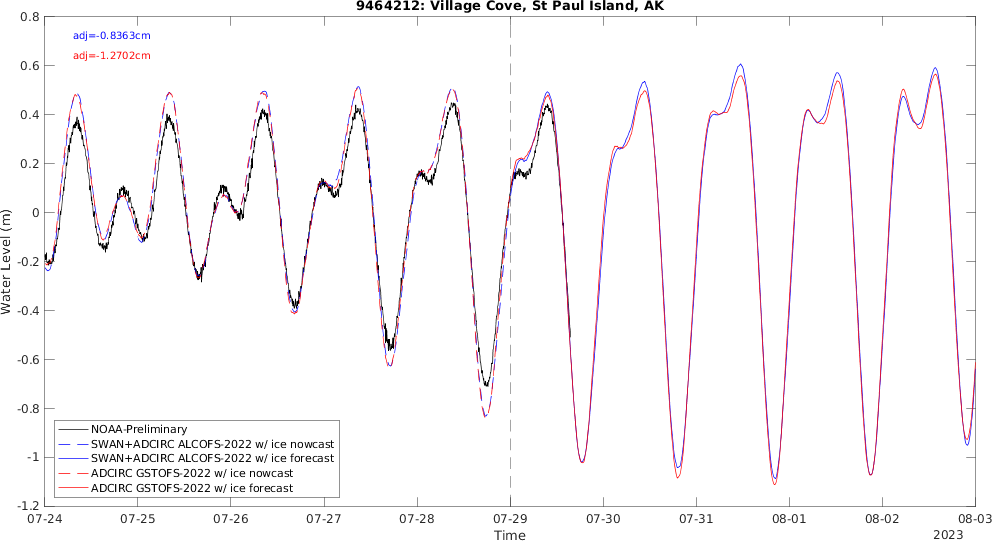 9464212: Village Cove, St Paul Island, AK
adj=-0.8363cm
adj=-1.2702cm
0.8
0.6
0.4
0.2
0
-0.2
-0.4
-0.6
-0.8
-1
-1.2
Water Level (m)
NOAA-Preliminary
SWAN+ADCIRC ALCOFS-2022 w/ ice nowcast
SWAN+ADCIRC ALCOFS-2022 w/ ice forecast
ADCIRC GSTOFS-2022 w/ ice nowcast
ADCIRC GSTOFS-2022 w/ ice forecast
07-24 07-25 07-26 07-27 07-28 07-29 07-30 07-31 08-01 08-02 08-03
Time
2023